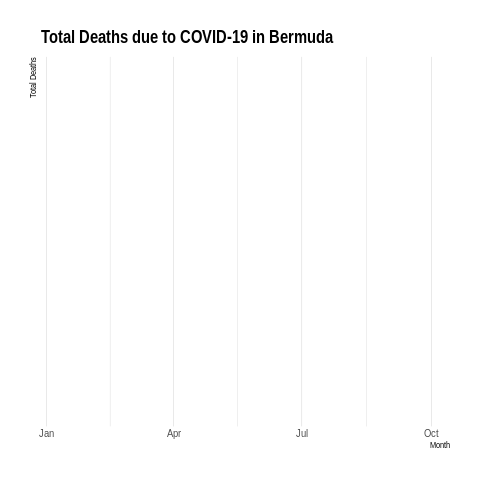 Total Deaths due to COVID-19 in Bermuda
Total Deaths
Jan Apr Jul Oct
Month